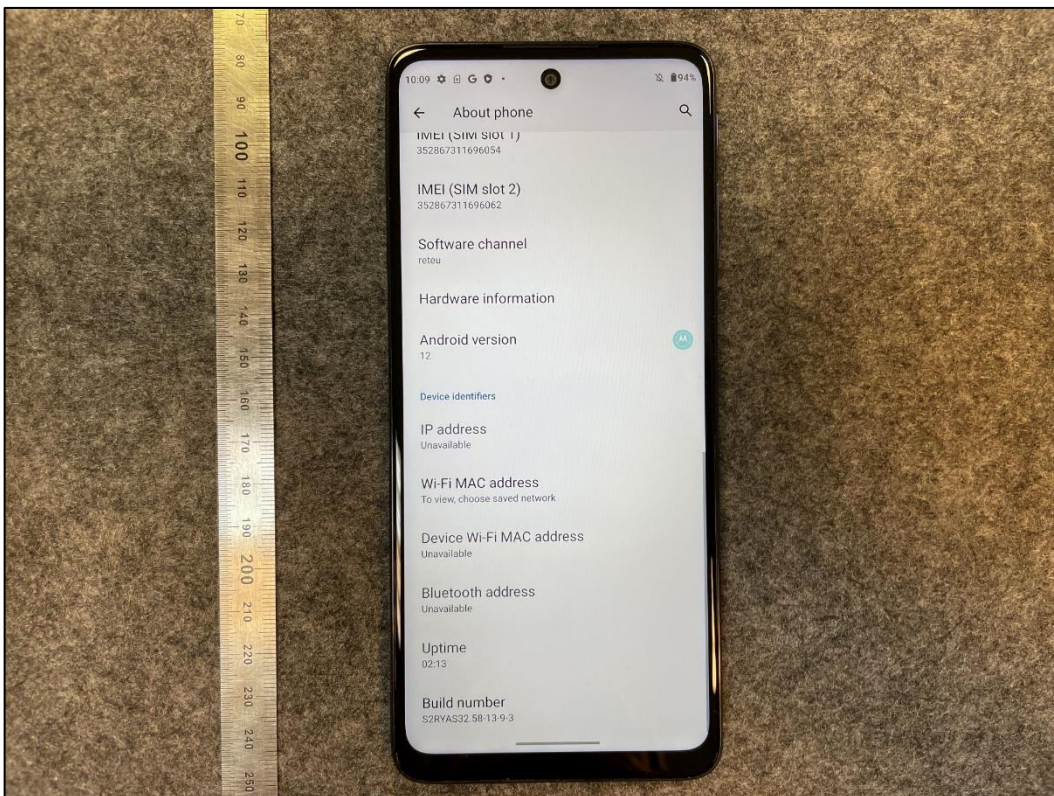 70
80
90
100
110
120
130
140
150
160
170
180
190
200
210
220
230
240
250
10:09 G 94%
About phone
IMEI (SIM slot 1)
352867311696054
IMEI (SIM slot 2)
352867311696062
Software channel
reteu
Hardware information
Android version
12
Device identifiers
IP address
Unavailable
Wi-Fi MAC address
To view, choose saved network
Device Wi-Fi MAC address
Unavailable
Bluetooth address
Unavailable
Uptime
02:13
Build number
S2RYAS32.58-13-9-3